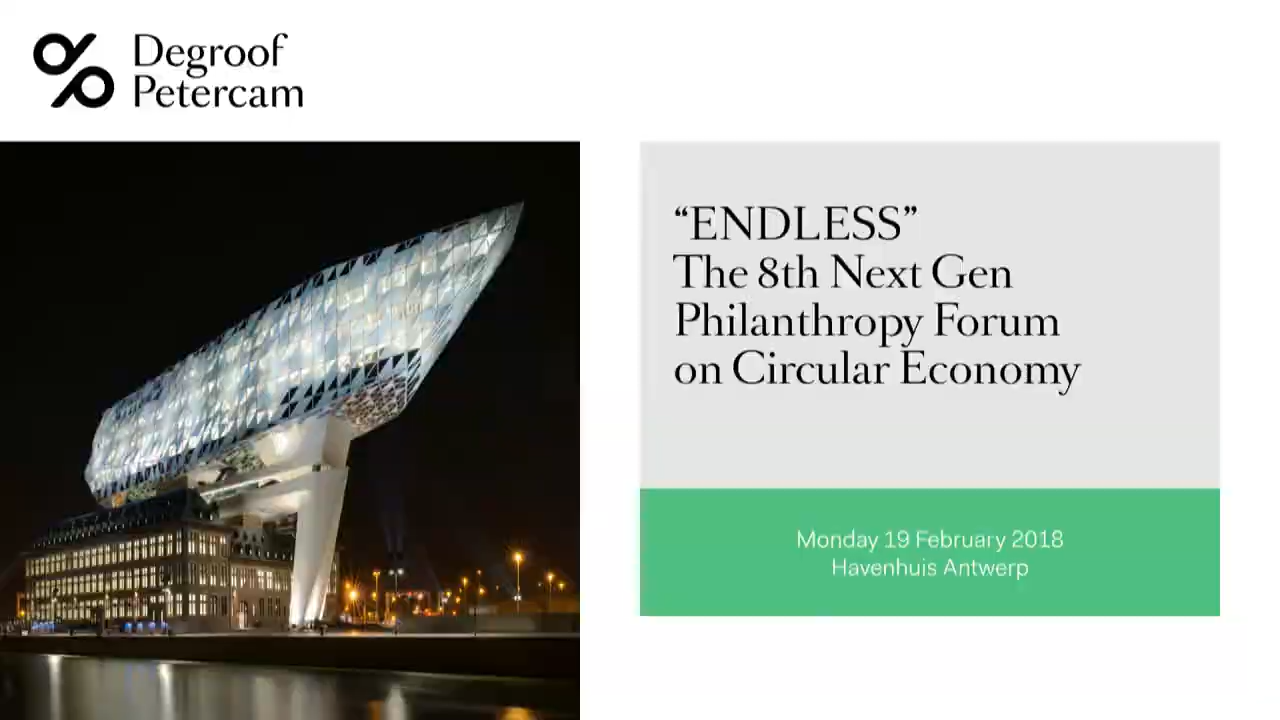 Degroof
Petercam
“ENDLESS”
The 8th Next Gen
Philanthropy Forum
on Circular Economy
Monday 19 February 2018
Havenhuis Antwerp